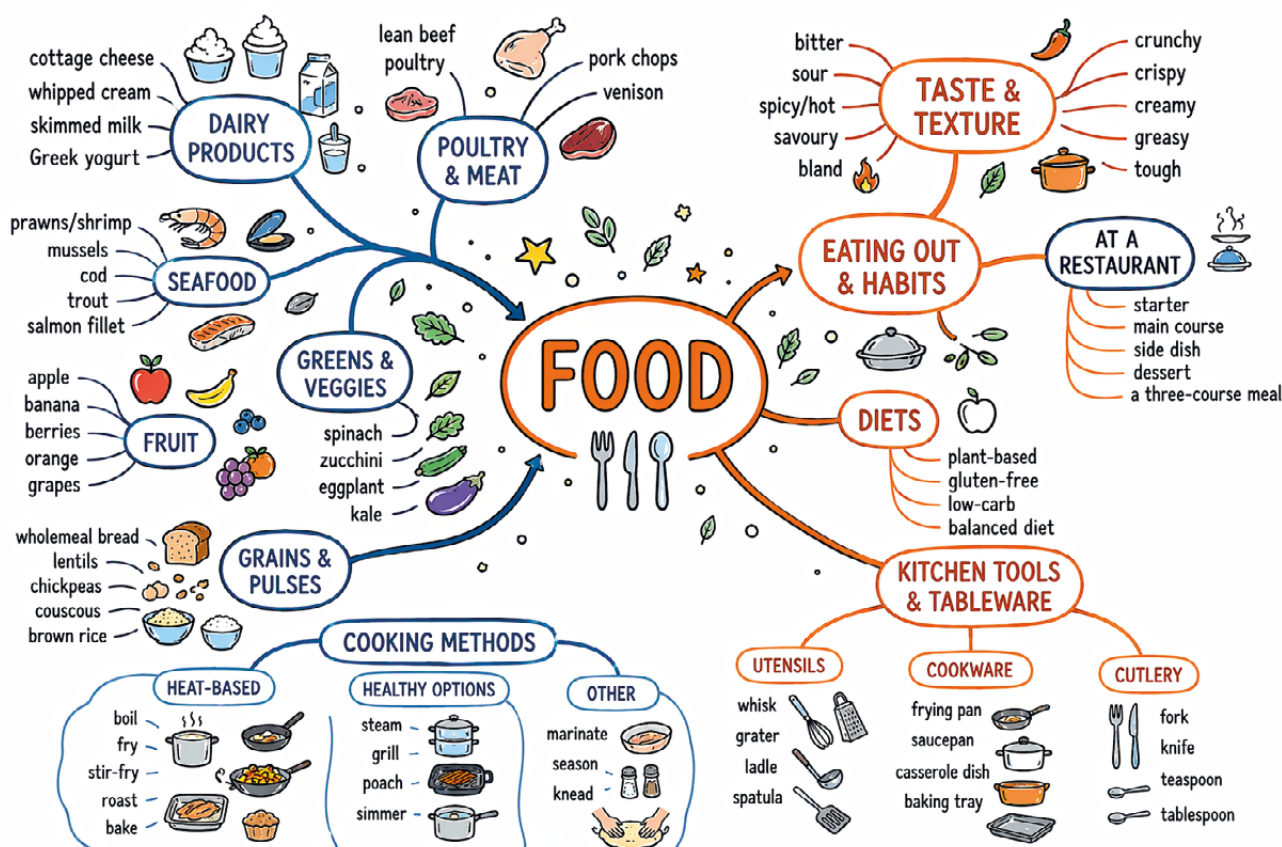 cottage cheese
whipped cream
skimmed milk
Greek yogurt
DAIRY
PRODUCTS
lean beef
poultry
pork chops
venison
POULTRY
& MEAT
bitter
sour
spicy/hot
savoury
bland
TASTE &
TEXTURE
crunchy
crispy
creamy
greasy
tough
prawns/shrimp
mussels
cod
trout
salmon fillet
SEAFOOD
EATING OUT
& HABITS
AT A
RESTAURANT
starter
main course
side dish
dessert
a three-course meal
GREENS &
VEGGIES
spinach
zucchini
eggplant
kale
FOOD
apple
banana
berries
orange
grapes
FRUIT
DIETS
plant-based
gluten-free
low-carb
balanced diet
wholemeal bread
lentils
chickpeas
couscous
brown rice
GRAINS &
PULSES
KITCHEN TOOLS
& TABLEWARE
COOKING METHODS
HEAT-BASED
boil
fry
stir-fry
roast
bake
HEALTHY OPTIONS
steam
grill
poach
simmer
OTHER
marinate
season
knead
UTENSILS
whisk
grater
ladle
spatula
COOKWARE
frying pan
saucepan
casserole dish
baking tray
CUTLERY
fork
knife
teaspoon
tablespoon